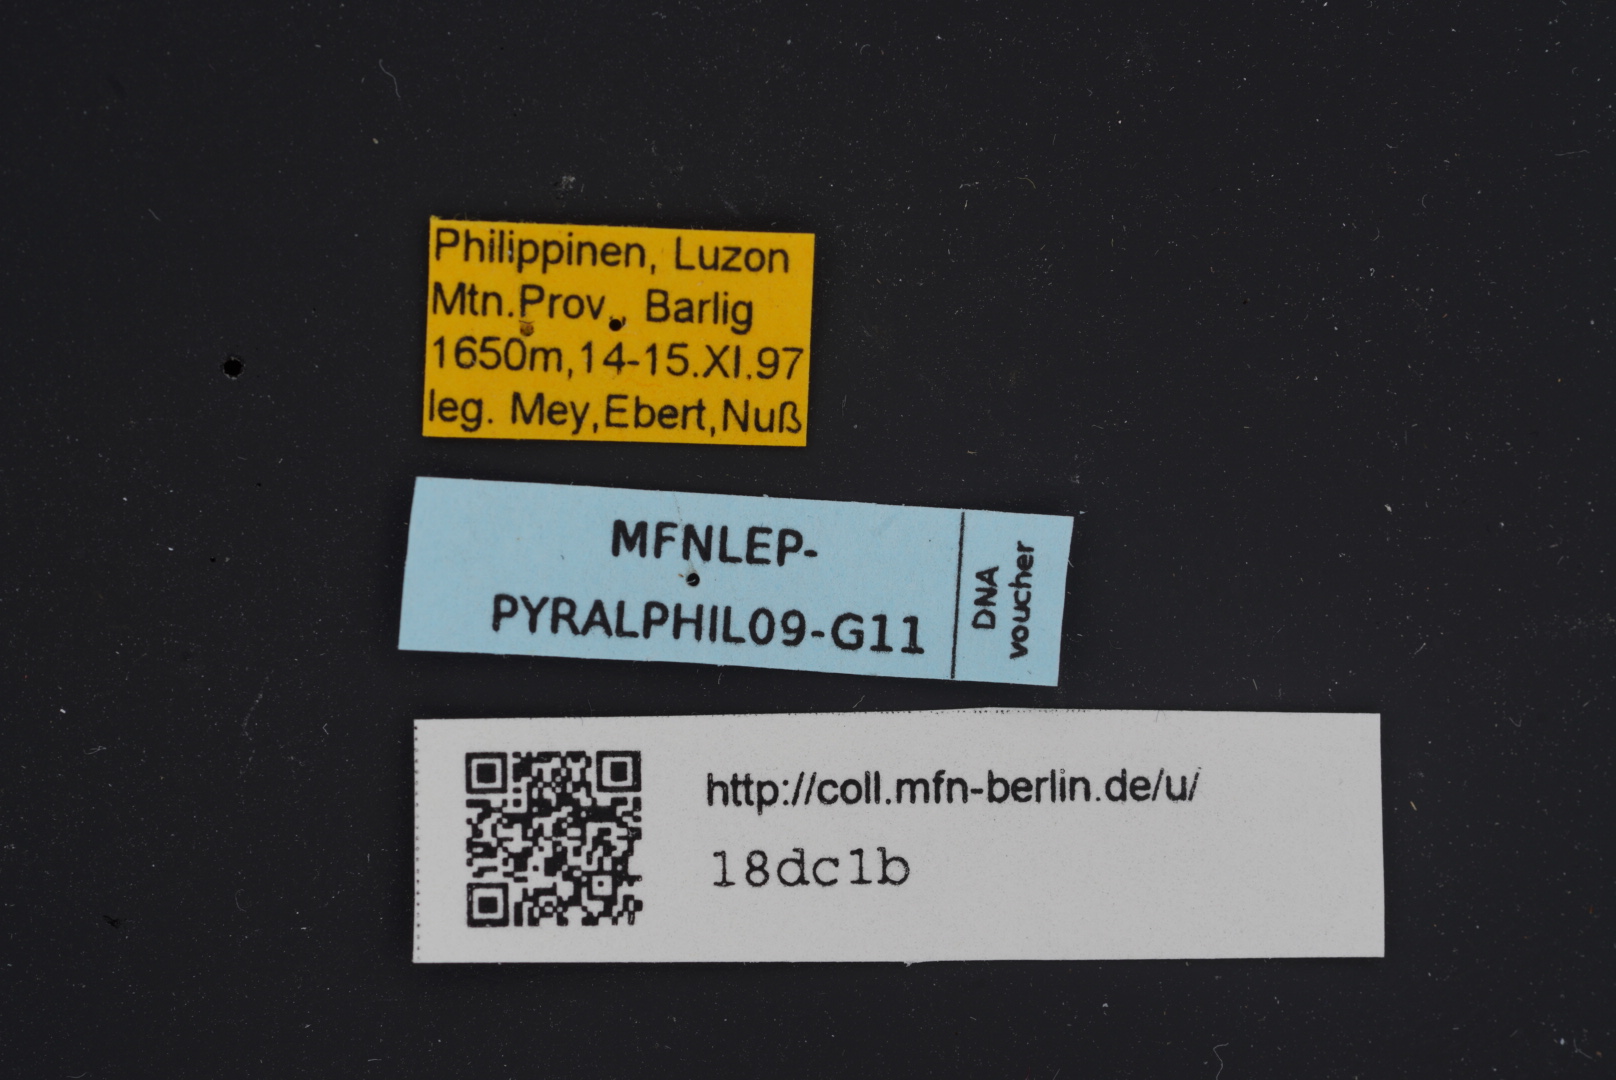 Philippinen, Luzon
Mtn.Prov., Barlig
1650m,14-15.XI.97
leg. Mey,Ebert,Nuß
MFNLEP-
PYRALPHIL09-G11
DNA
voucher
http://coll.mfn-berlin.de/u/
18dc1b